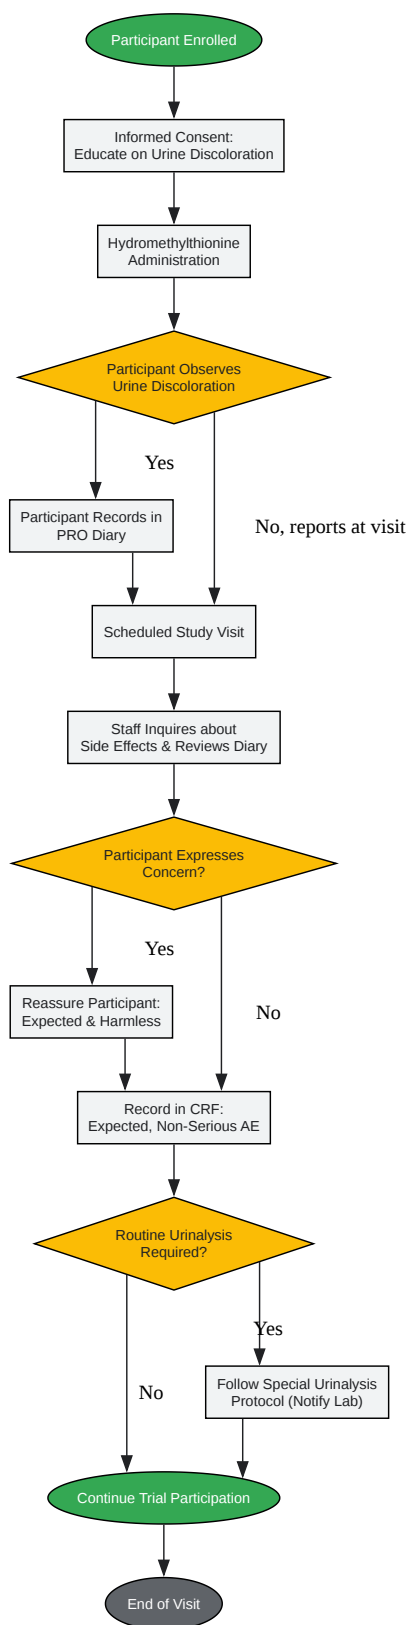 Participant Enrolled
Informed Consent:
Educate on Urine Discoloration
Hydromethylthionine
Administration
Participant Observes
Urine Discoloration
Yes
Participant Records in
PRO Diary
No, reports at visit
Scheduled Study Visit
Staff Inquires about
Side Effects & Reviews Diary
Participant Expresses
Concern?
Yes
Reassure Participant:
Expected & Harmless
No
Record in CRF:
Expected, Non-Serious AE
Routine Urinalysis
Required?
Yes
Follow Special Urinalysis
Protocol (Notify Lab)
No
Continue Trial Participation
End of Visit